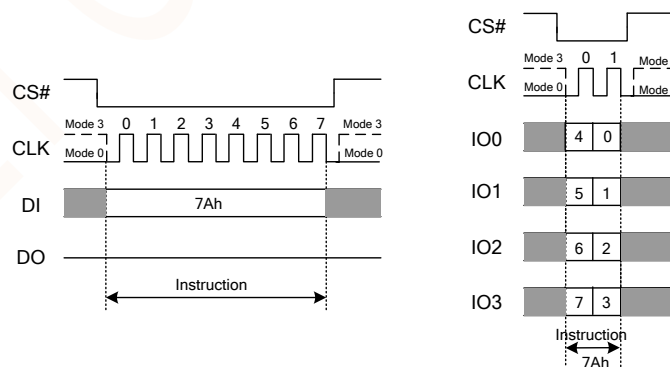 CS#
Mode 3 0 1 2 3 4 5 6 7 Mode 3
CLK
Mode 0 Mode 0
DI 7Ah
DO
Instruction
CS#
Mode 3 0 1 Mode
CLK
Mode 0 Mode
IO0 4 0
IO1 5 1
IO2 6 2
IO3 7 3
Instruction
7Ah